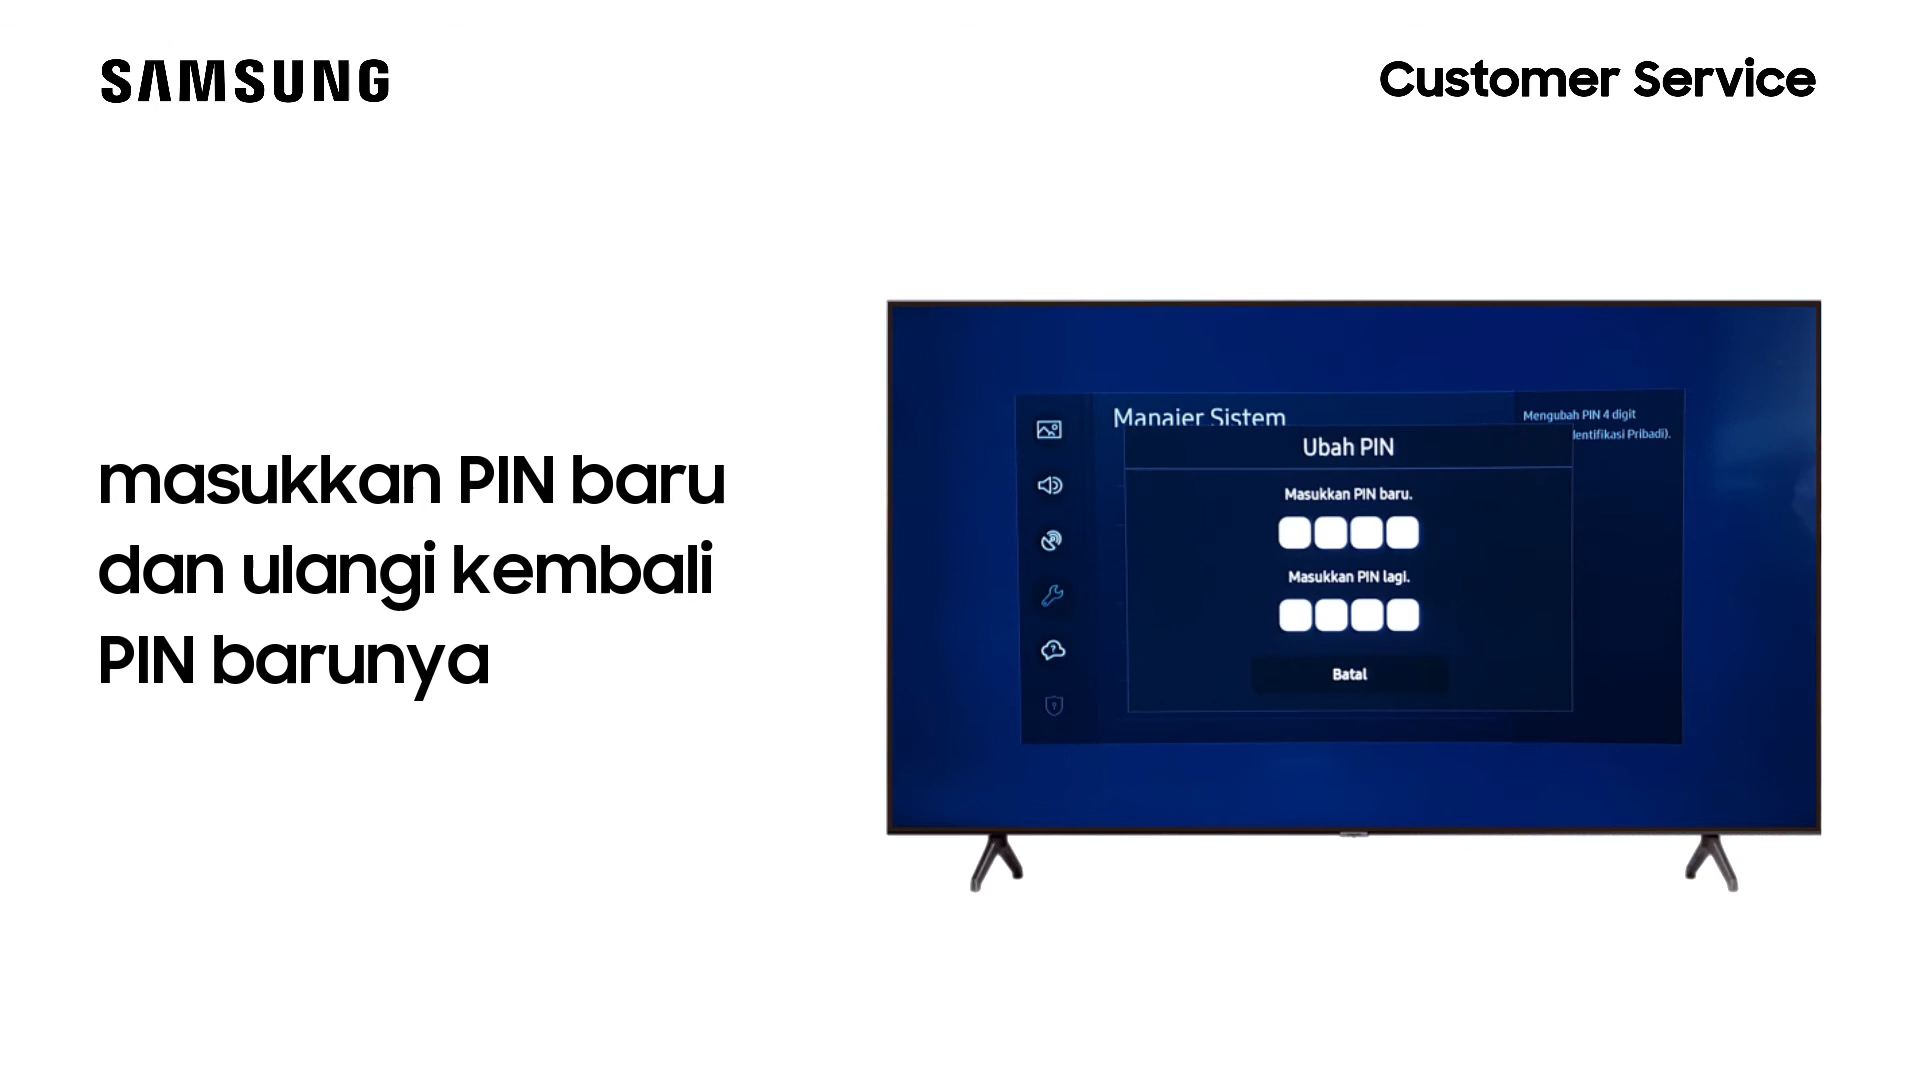 SAMSUNG
Customer Service
masukkan PIN baru
dan ulangi kembali
PIN barunya
Manajer Sistem
Mengubah PIN 4 digit
Pribadi).
Ubah PIN
Masukkan PIN baru.
Masukkan PIN lagi.
Batal